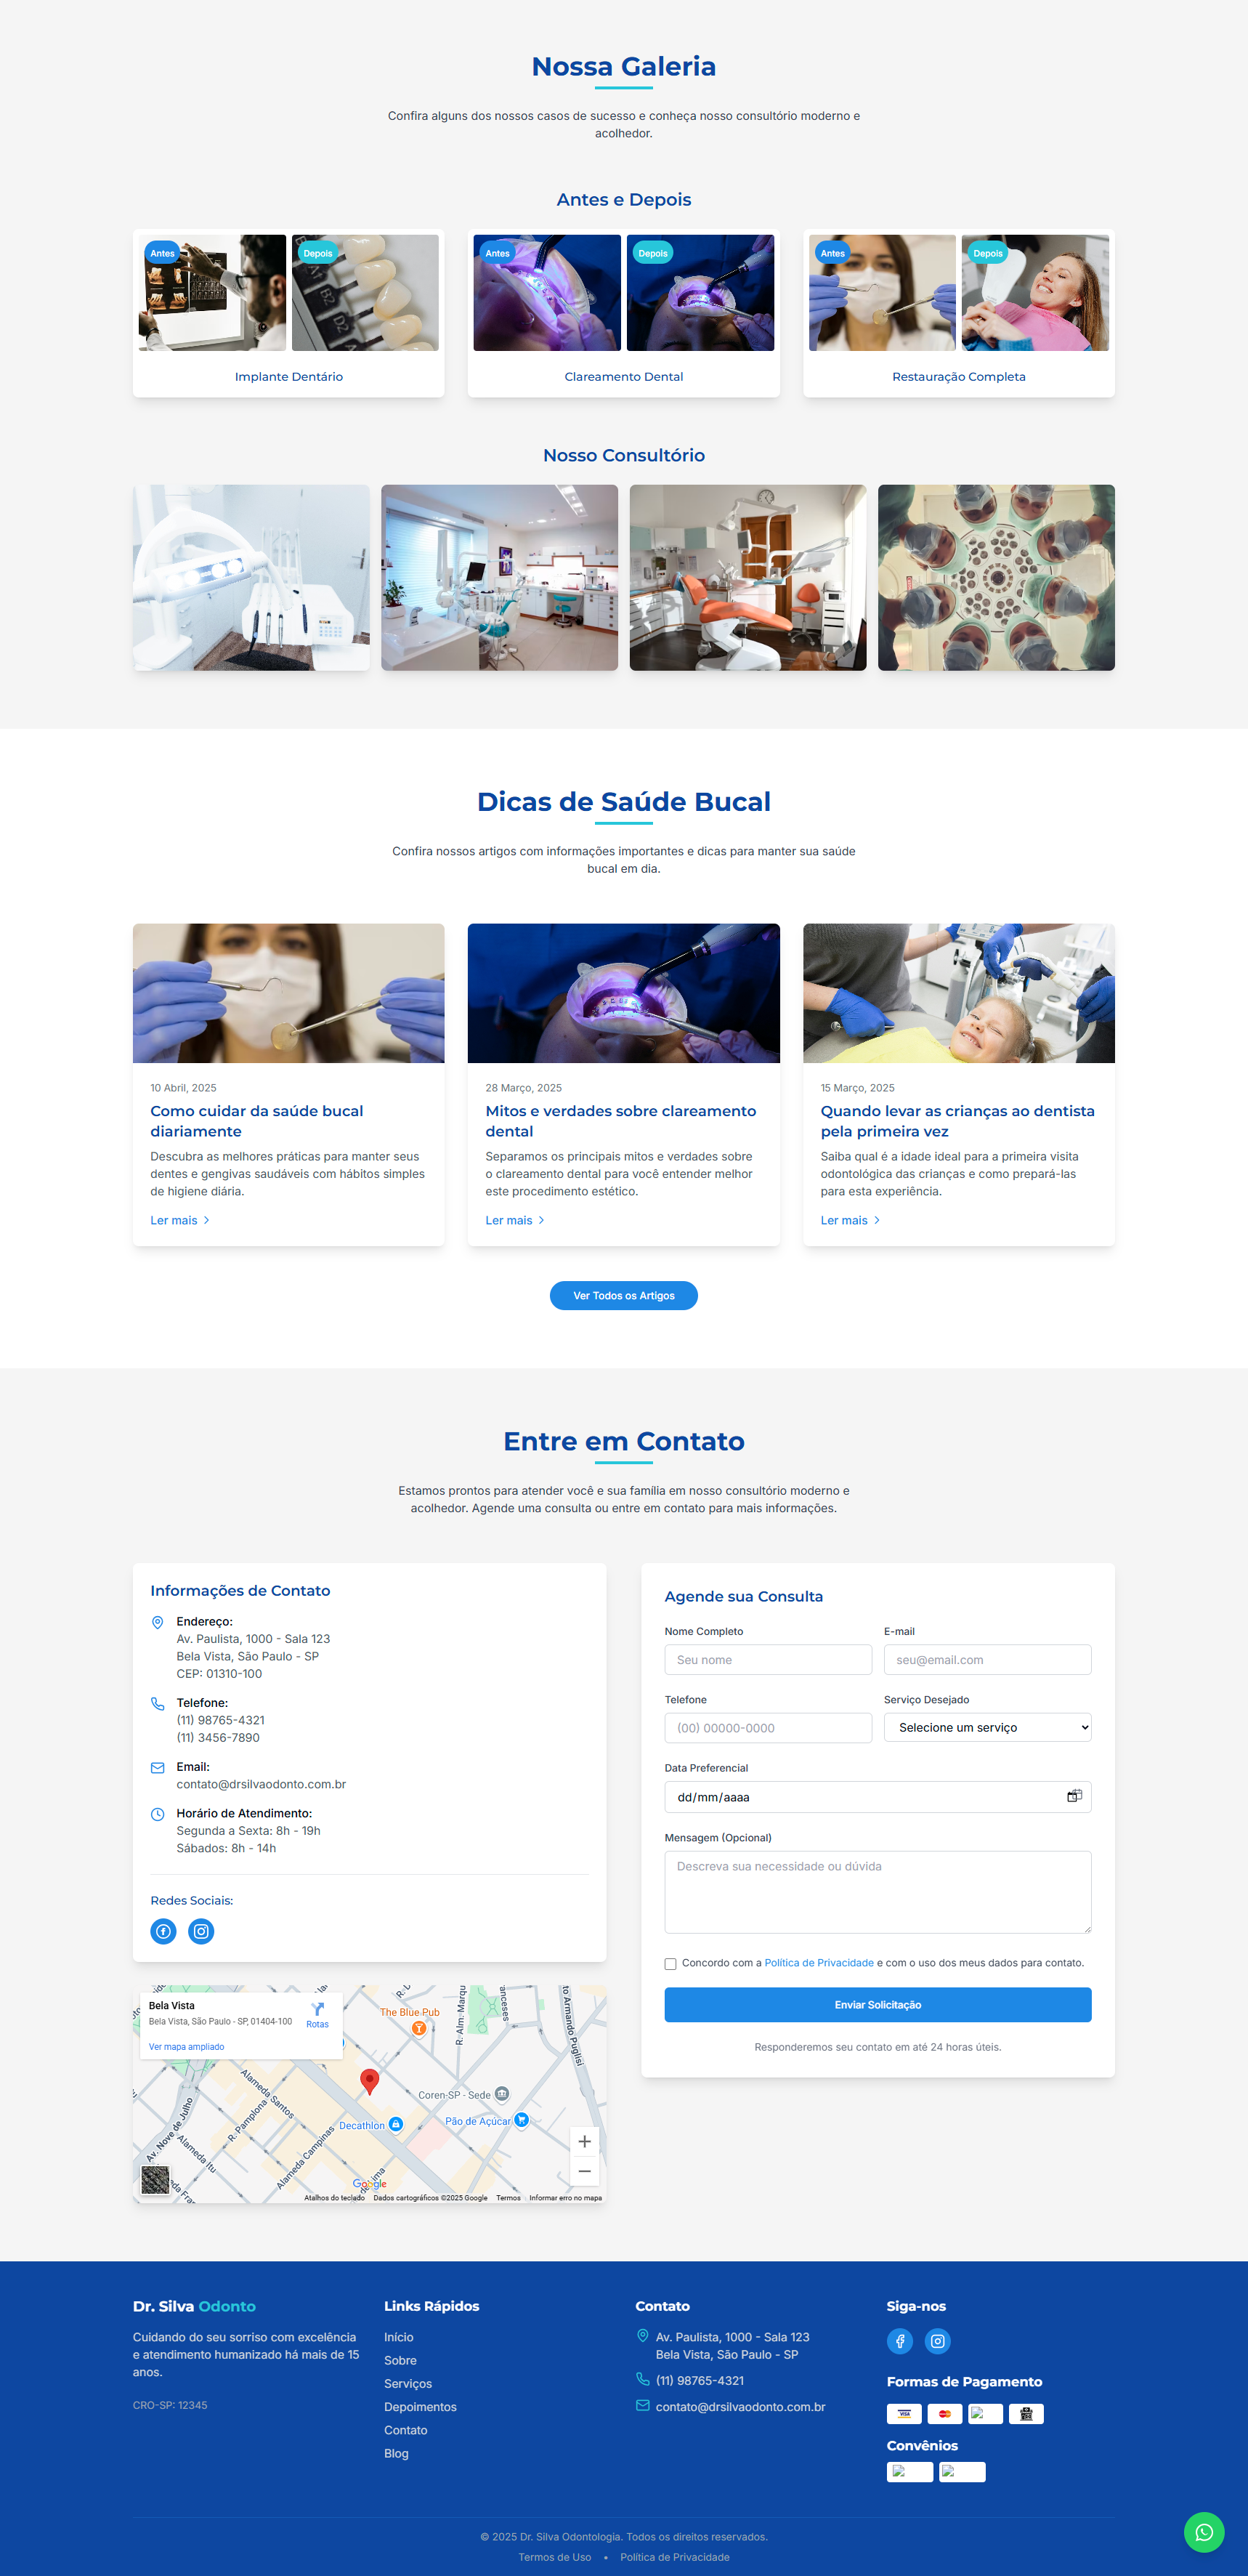 Nossa Galeria
Confira alguns dos nossos casos de sucesso e conheça nosso consultório moderno e
acolhedor.
Antes e Depois
Antes
Depois
Antes
Depois
Antes
Depois
Implante Dentário
Clareamento Dental
Restauração Completa
Nosso Consultório
Dicas de Saúde Bucal
Confira nossos artigos com informações importantes e dicas para manter sua saúde
bucal em dia.
10 Abril, 2025
Como cuidar da saúde bucal
diariamente
Descubra as melhores práticas para manter seus
dentes e gengivas saudáveis com hábitos simples
de higiene diária.
Ler mais
28 Março, 2025
Mitos e verdades sobre clareamento
dental
Separamos os principais mitos e verdades sobre
o clareamento dental para você entender melhor
este procedimento estético.
Ler mais
15 Março, 2025
Quando levar as crianças ao dentista
pela primeira vez
Saiba qual é a idade ideal para a primeira visita
odontológica das crianças e como prepará-las
para esta experiência.
Ler mais
Ver Todos os Artigos
Entre em Contato
Estamos prontos para atender você e sua família em nosso consultório moderno e
acolhedor. Agende uma consulta ou entre em contato para mais informações.
Informações de Contato
Endereço:
Av. Paulista, 1000 - Sala 123
Bela Vista, São Paulo - SP
CEP: 01310-100
Telefone:
(11) 98765-4321
(11) 3456-7890
Email:
contato@drsilvaodonto.com.br
Horário de Atendimento:
Segunda a Sexta: 8h - 19h
Sábados: 8h - 14h
Redes Sociais:
Bela Vista
Bela Vista, São Paulo - SP, 01404-100
Rotas
Ver mapa ampliado
The Blue Pub
R. Alm. Marqu
anceses
to Armando Puglisi
Coren-SP - Sede
Pão de Açúcar
Decathlon
Alameda Santos
R. Pamplona
Av. Nove de Julho
Alameda Itu
Alameda Campinas
Google
Atalhos do teclado
Dados cartográficos ©2025 Google
Termos
Informar erro no mapa
Agende sua Consulta
Nome Completo
E-mail
Seu nome
seu@email.com
Telefone
Serviço Desejado
(00) 00000-0000
Selecione um serviço
Data Preferencial
dd/mm/aaaa
Mensagem (Opcional)
Descreva sua necessidade ou dúvida
Concordo com a Política de Privacidade e com o uso dos meus dados para contato.
Enviar Solicitação
Responderemos seu contato em até 24 horas úteis.
Dr. Silva Odonto
Cuidando do seu sorriso com excelência
e atendimento humanizado há mais de 15
anos.
CRO-SP: 12345
Links Rápidos
Início
Sobre
Serviços
Depoimentos
Contato
Blog
Contato
Av. Paulista, 1000 - Sala 123
Bela Vista, São Paulo - SP
(11) 98765-4321
contato@drsilvaodonto.com.br
Siga-nos
Formas de Pagamento
VISA
Convênios
© 2025 Dr. Silva Odontologia. Todos os direitos reservados.
Termos de Uso • Política de Privacidade